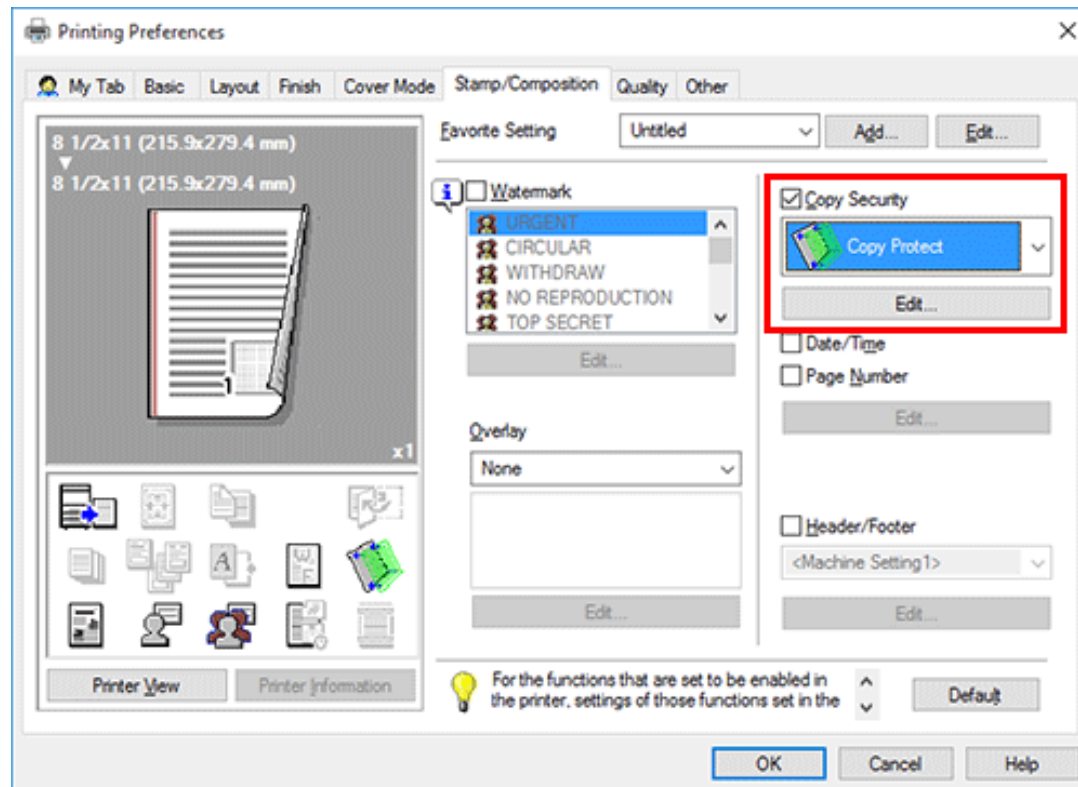 Printing Preferences
My Tab Basic Layout Finish Cover Mode Stamp/Composition Quality Other
8 1/2x11 (215.9x279.4 mm)
8 1/2x11 (215.9x279.4 mm)
1
x1
Printer View Printer Information
Favorite Setting Untitled Add... Edit...
Watermark
URGENT
CIRCULAR
WITHDRAW
NO REPRODUCTION
TOP SECRET
Edit...
Overlay
None
Edit...
Copy Security
Copy Protect
Edit...
Date/Time
Page Number
Edit...
Header/Footer
<Machine Setting1>
Edit...
For the functions that are set to be enabled in
the printer, settings of those functions set in the
Default
OK Cancel Help